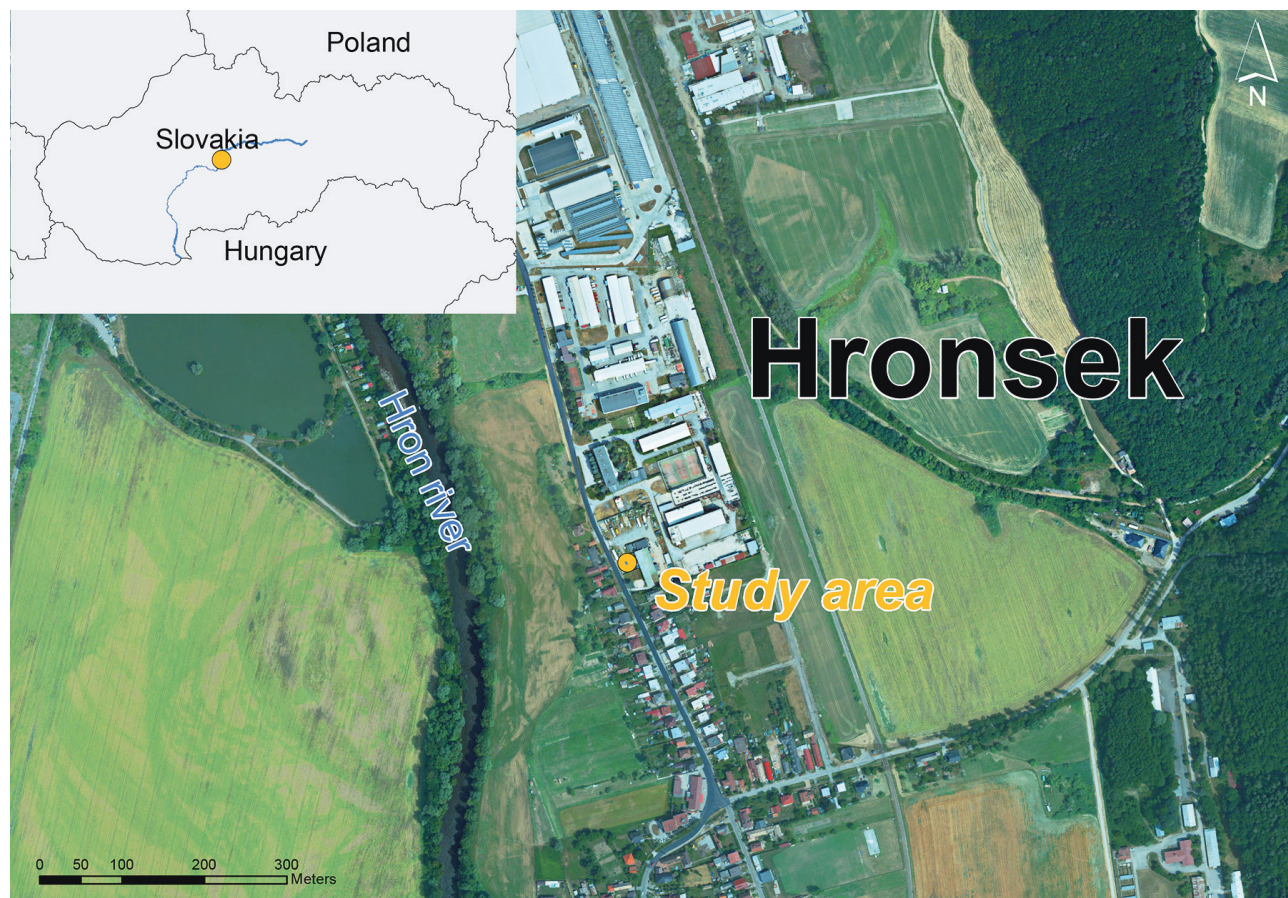 Poland
Slovakia
Hungary
N
Hronsek
Hron river
Study area
0 50 100 200 300
Meters